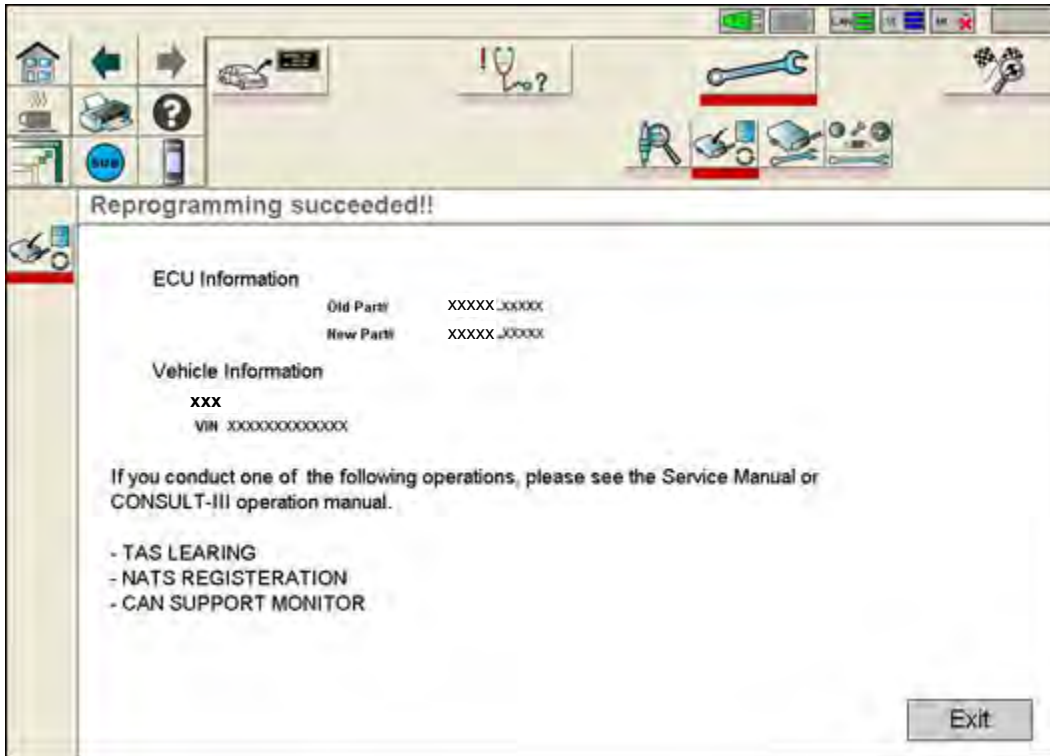 LAN
!
?
?
SUB
Reprogramming succeeded!!
ECU Information
Old Part# XXXXX-XXXXX
New Part# XXXXX-XXXXX
Vehicle Information
XXX
VIN XXXXXXXXXXXXX
If you conduct one of the following operations, please see the Service Manual or
CONSULT-III operation manual.
- TAS LEARING
- NATS REGISTERATION
- CAN SUPPORT MONITOR
Exit